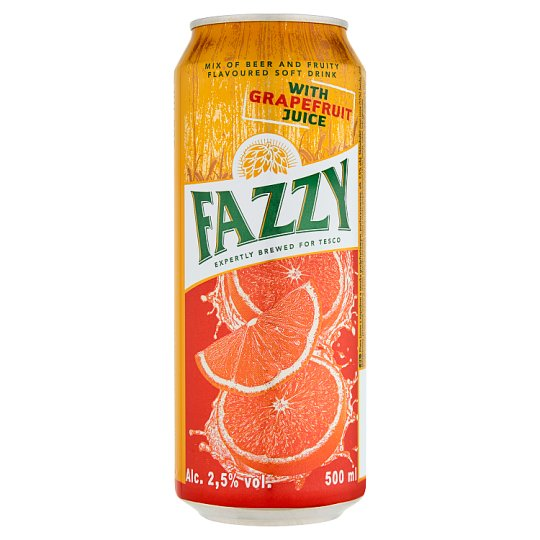 MIX OF BEER AND FRUITY
FLAVOURED SOFT DRINK
WITH
GRAPEFRUIT
JUICE
FAZZY
EXPERTLY BREWED FOR TESCO
Alc. 2,5% vol.
500 ml